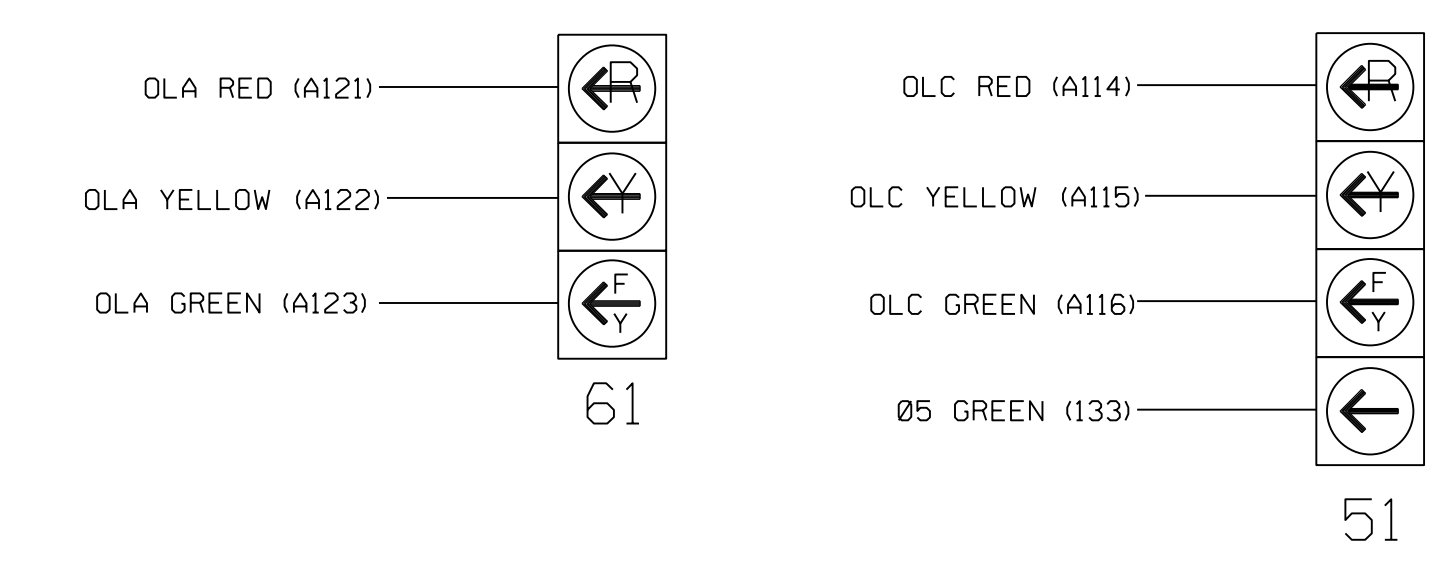 OLA RED (A121)
R
OLA YELLOW (A122)
Y
OLA GREEN (A123)
F
Y
61
OLC RED (A114)
R
OLC YELLOW (A115)
Y
OLC GREEN (A116)
F
Y
Ø5 GREEN (133)
51